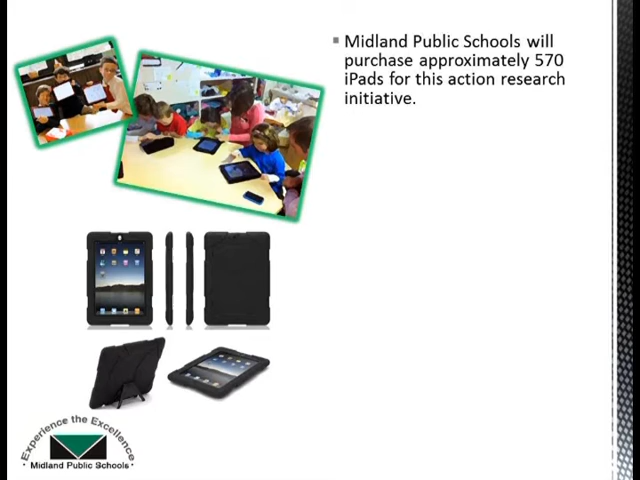 ▪ Midland Public Schools will
purchase approximately 570
iPads for this action research
initiative.
Experience the Excellence
• Midland Public Schools •